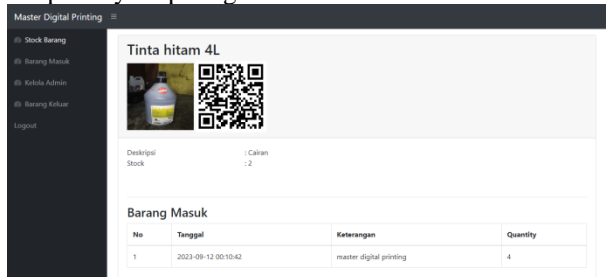 Master Digital Printing
Stock Barang
Barang Masuk
Kelola Admin
Barang Keluar
Logout
Tinta hitam 4L
Deskripsi : Cairan
Stock : 2
Barang Masuk
No Tanggal Keterangan Quantity
1 2023-09-12 00:10:42 master digital printing 4